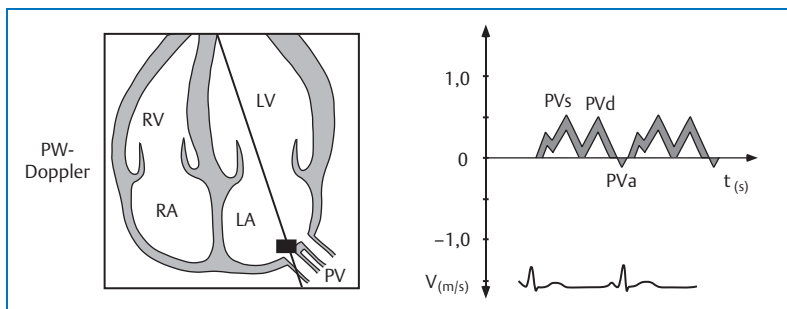 PW-
Doppler
RV
LV
RA
LA
PV
1,0
PVs PVd
0
PVa
t (s)
–1,0
V(m/s)